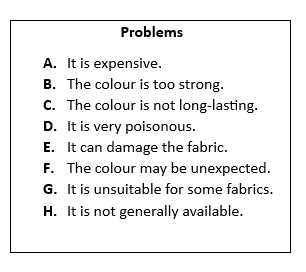 Problems
A. It is expensive.
B. The colour is too strong.
C. The colour is not long-lasting.
D. It is very poisonous.
E. It can damage the fabric.
F. The colour may be unexpected.
G. It is unsuitable for some fabrics.
H. It is not generally available.